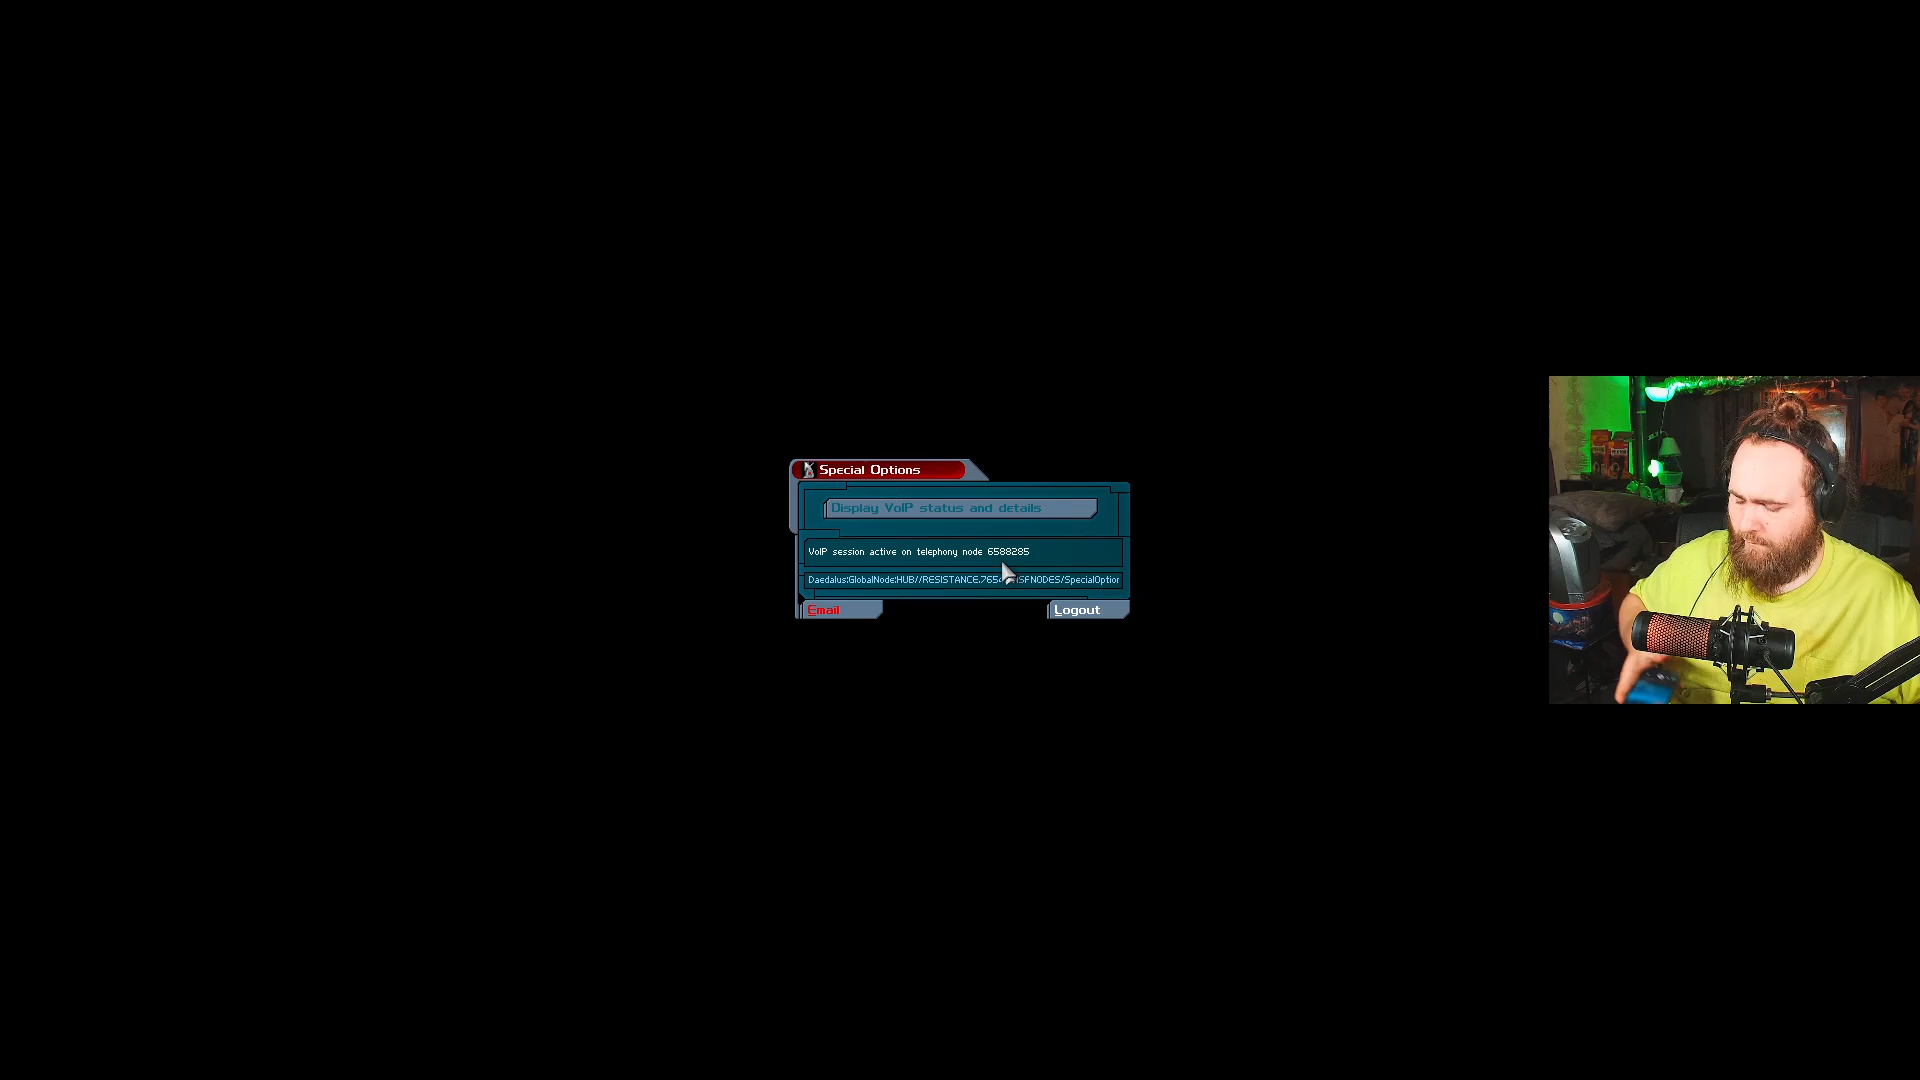 Special Options
Display VoIP status and details
VoIP session active on telephony node 6588285
Daedalus:GlobalNode:HUB//RESISTANCE.765 SFNODES/SpecialOption
Email
Logout